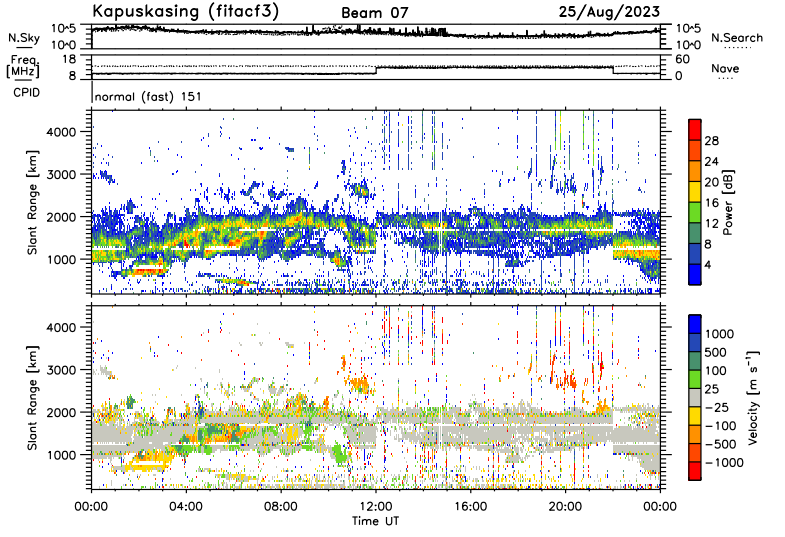 Kapuskasing (fitacf3) Beam 07 25/Aug/2023
N.Sky 10^5 10^0 10^5 10^0 N.Search
Freq. [MHz] 18 8 60 0 Nave
CPID normal (fast) 151
Slant Range [km] 4000 3000 2000 1000
28 24 20 16 12 8 4 Power [dB]
Slant Range [km] 4000 3000 2000 1000
1000 500 100 25 −25 −100 −500 −1000 Velocity [m s⁻¹]
00:00 04:00 08:00 12:00 16:00 20:00 00:00
Time UT